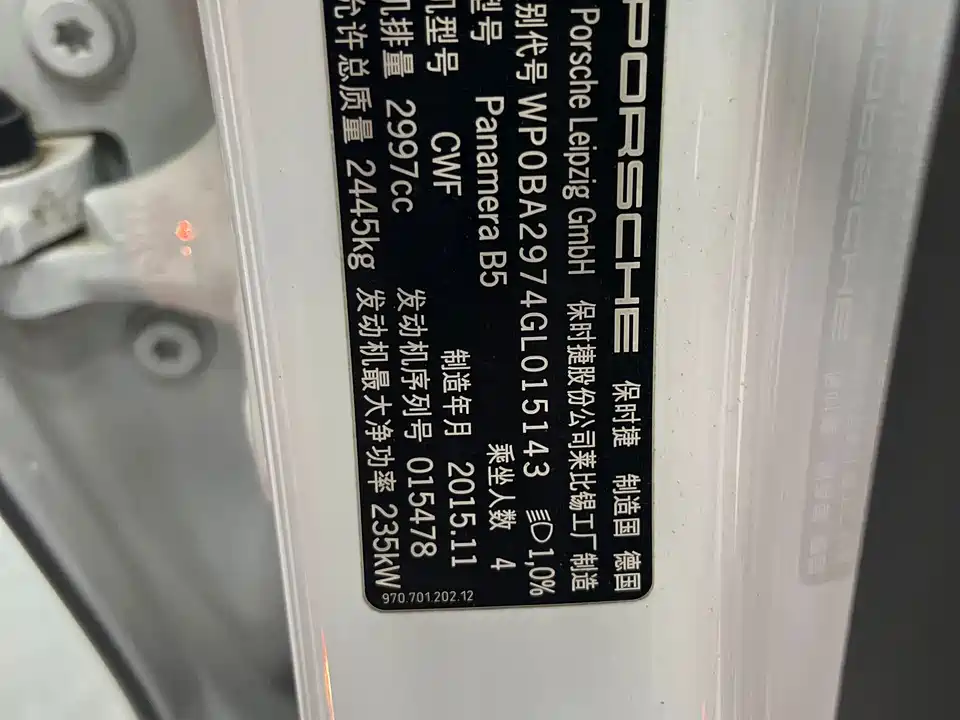 PORSCHE 保时捷 制造国 德国
Porsche Leipzig GmbH 保时捷股份公司莱比锡工厂制造
别代号 WP0BA2974GL015143 1,0%
型号 Panamera B5 乘坐人数 4
机型号 CWF 制造年月 2015.11
机排量 2997cc 发动机序列号 015478
允许总质量 2445kg 发动机最大净功率 235kW
970.701.202.12